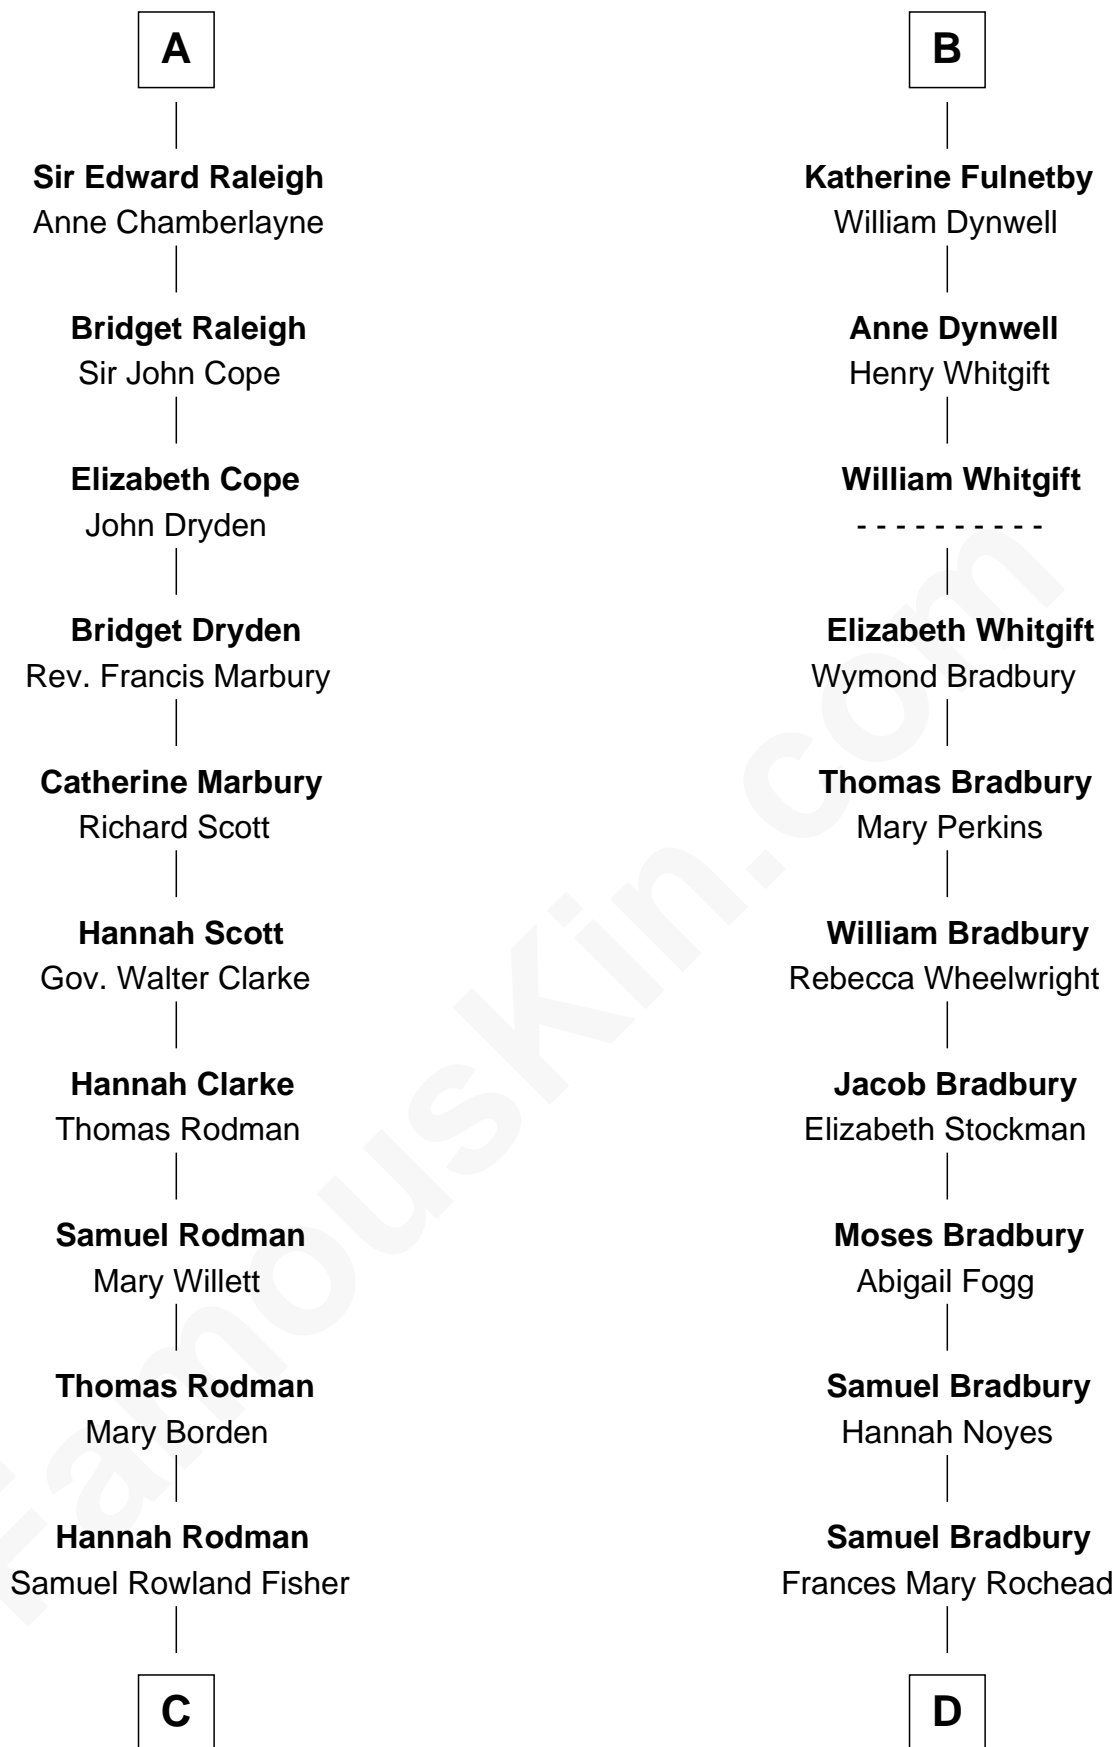 A
Sir Edward Raleigh
Anne Chamberlayne
Bridget Raleigh
Sir John Cope
Elizabeth Cope
John Dryden
Bridget Dryden
Rev. Francis Marbury
Catherine Marbury
Richard Scott
Hannah Scott
Gov. Walter Clarke
Hannah Clarke
Thomas Rodman
Samuel Rodman
Mary Willett
Thomas Rodman
Mary Borden
Hannah Rodman
Samuel Rowland Fisher
C
B
Katherine Fulnetby
William Dynwell
Anne Dynwell
Henry Whitgift
William Whitgift
- - - - - - - - - -
Elizabeth Whitgift
Wymond Bradbury
Thomas Bradbury
Mary Perkins
William Bradbury
Rebecca Wheelwright
Jacob Bradbury
Elizabeth Stockman
Moses Bradbury
Abigail Fogg
Samuel Bradbury
Hannah Noyes
Samuel Bradbury
Frances Mary Rochead
D
FamousKin.com